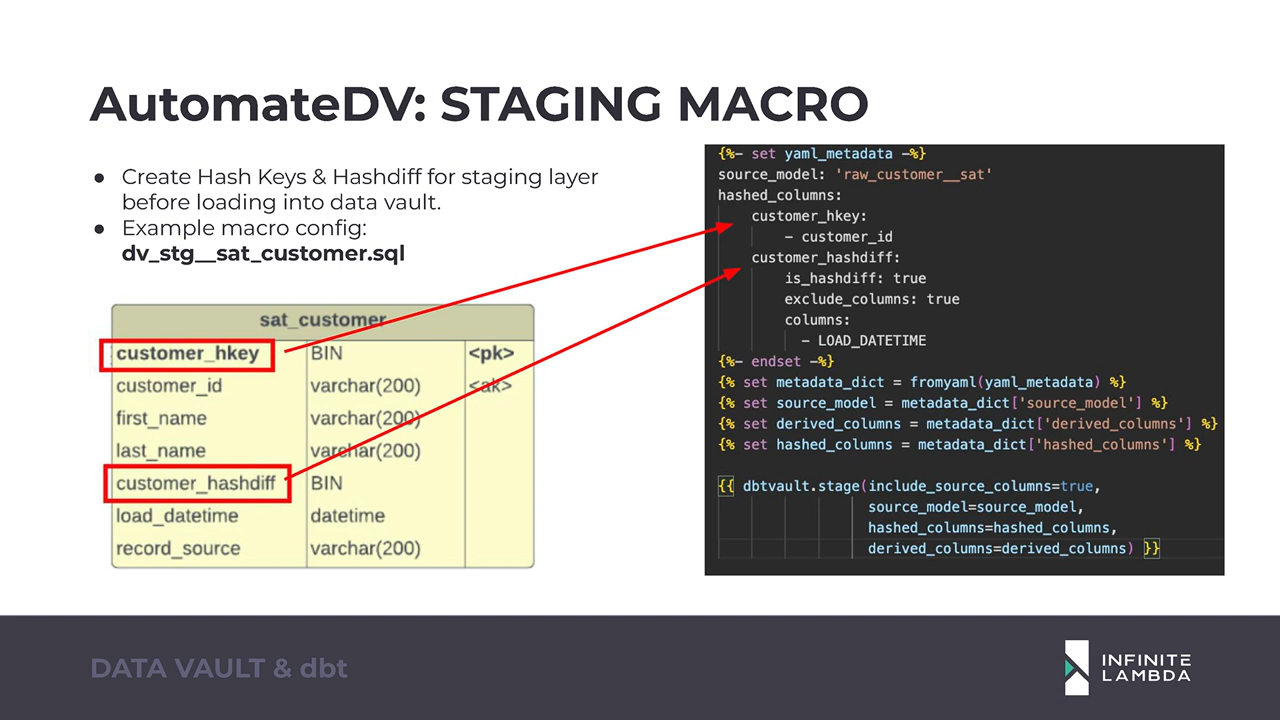 AutomateDV: STAGING MACRO
● Create Hash Keys & Hashdiff for staging layer
before loading into data vault.
● Example macro config:
dv_stg__sat_customer.sql
sat_customer
customer_hkey BIN <pk>
customer_id varchar(200) <ak>
first_name varchar(200)
last_name varchar(200)
customer_hashdiff BIN
load_datetime datetime
record_source varchar(200)
{%- set yaml_metadata -%}
source_model: 'raw_customer__sat'
hashed_columns:
customer_hkey:
- customer_id
customer_hashdiff:
is_hashdiff: true
exclude_columns: true
columns:
- LOAD_DATETIME
{%- endset -%}
{% set metadata_dict = fromyaml(yaml_metadata) %}
{% set source_model = metadata_dict['source_model'] %}
{% set derived_columns = metadata_dict['derived_columns'] %}
{% set hashed_columns = metadata_dict['hashed_columns'] %}
{{ dbtvault.stage(include_source_columns=true,
source_model=source_model,
hashed_columns=hashed_columns,
derived_columns=derived_columns) }}
DATA VAULT & dbt
INFINITE
LAMBDA